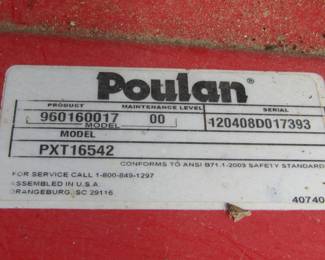 Poulan®
PRODUCT MAINTENANCE LEVEL SERIAL
960160017 00 120408D017393
MODEL
MODEL
PXT16542
CONFORMS TO ANSI B71.1-2003 SAFETY STANDARD
FOR SERVICE CALL 1-800-849-1297
ASSEMBLED IN U.S.A.
ORANGEBURG, SC 29116
40740